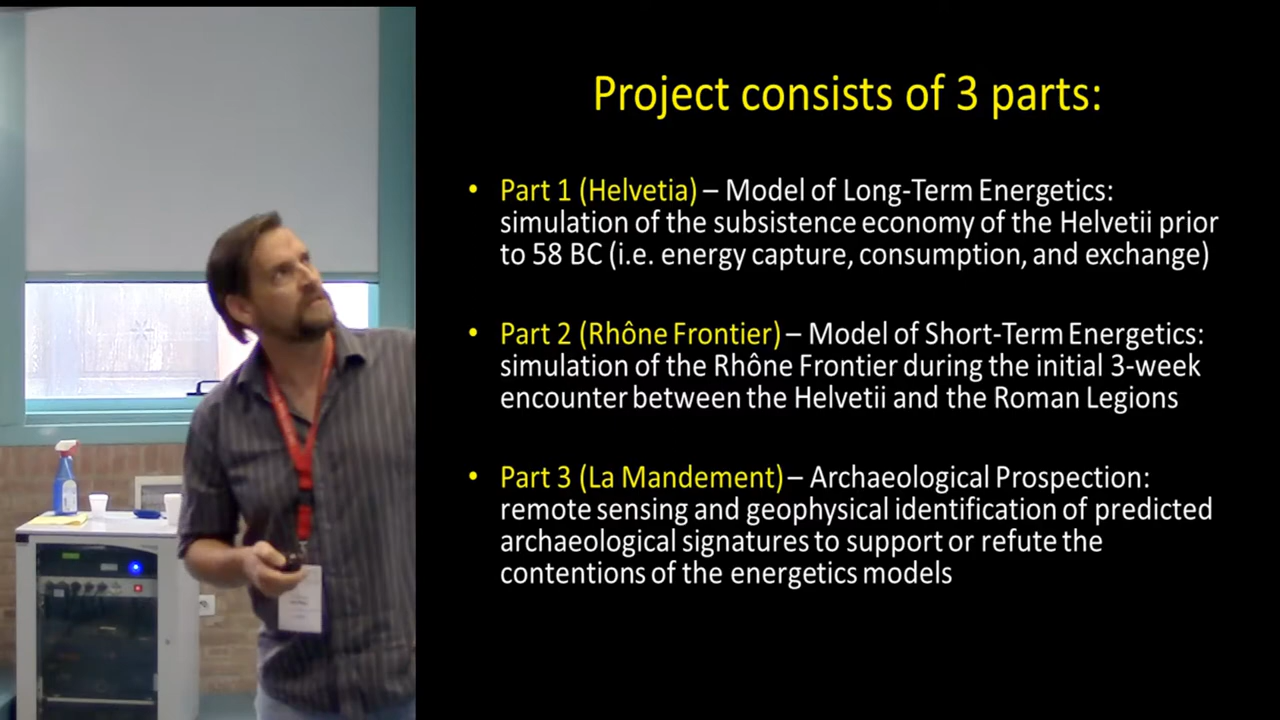 Project consists of 3 parts:
• Part 1 (Helvetia) – Model of Long-Term Energetics:
simulation of the subsistence economy of the Helvetii prior
to 58 BC (i.e. energy capture, consumption, and exchange)
• Part 2 (Rhône Frontier) – Model of Short-Term Energetics:
simulation of the Rhône Frontier during the initial 3-week
encounter between the Helvetii and the Roman Legions
• Part 3 (La Mandement) – Archaeological Prospection:
remote sensing and geophysical identification of predicted
archaeological signatures to support or refute the
contentions of the energetics models